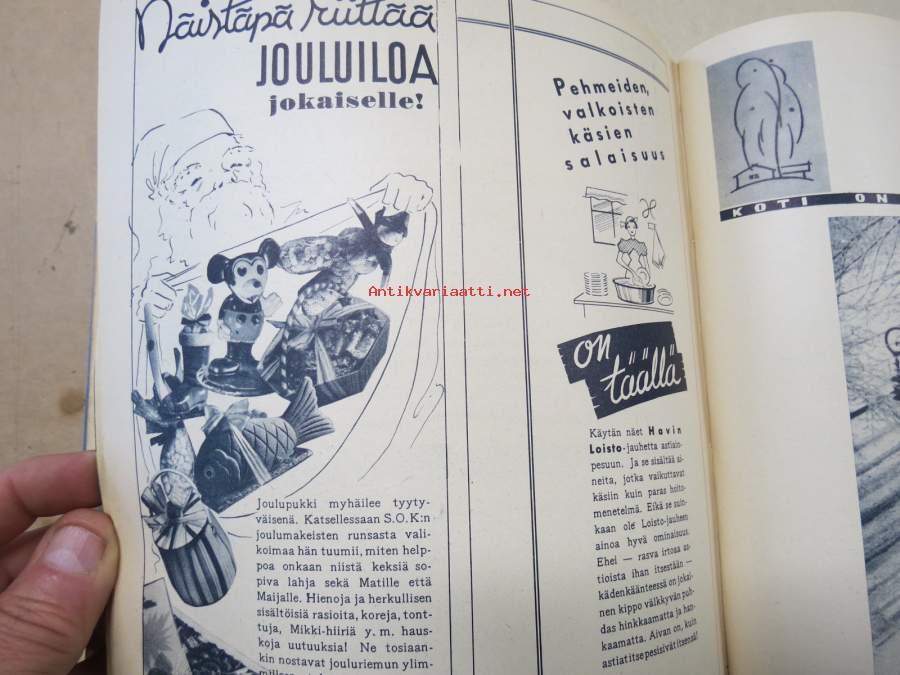 Näistäpä riittää
JOULUILOA
jokaiselle!
Joulupukki myhäilee tyyty-
väisenä. Katsellessaan S.O.K:n
joulumakeisten runsasta vali-
koimaa hän tuumii, miten help-
poa onkaan niistä keksiä so-
piva lahja sekä Matille että
Maijalle. Hienoja ja herkullisen
sisältöisiä rasioita, koreja, tont-
tuja, Mikki-hiiriä y. m. haus-
koja uutuuksia! Ne tosiaan-
kin nostavat jouluriemun ylim-
Pehmeiden,
valkoisten
käsien
salaisuus
on
täällä
Käytän näet Havin
Loisto-jauhetta astiain-
pesuun. Ja se sisältää ai-
neita, jotka vaikuttavat
käsiin kuin paras hoito-
menetelmä. Eikä se suin-
kaan ole Loisto-jauheen
ainoa hyvä ominaisuus.
Ehei — rasva irtoaa as-
tioista ihan itsestään —
kädenkäänteessä on jokai-
nen kippo välkkyvän puh-
das hinkkaamatta ja han-
kaamatta. Aivan on, kuin
astiat itse pesisivät itsensä!
KOTI ON
Antikvariaatti.net